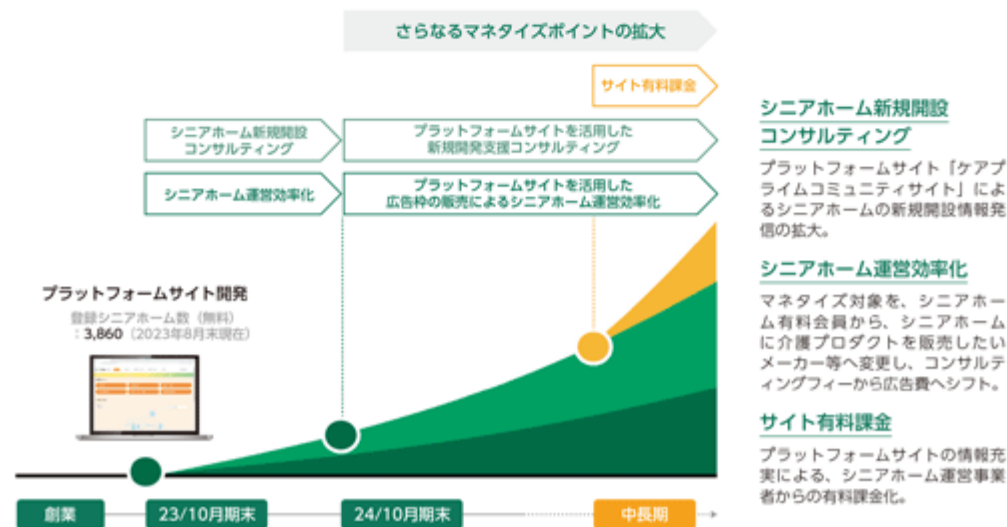 さらなるマネタイズポイントの拡大
サイト有料課金
シニアホーム新規開設
コンサルティング
プラットフォームサイトを活用した
新規開発支援コンサルティング
シニアホーム運営効率化
プラットフォームサイトを活用した
広告枠の販売によるシニアホーム運営効率化
プラットフォームサイト開発
登録シニアホーム数（無料）
：3,860（2023年8月末現在）
創業
23/10月期末
24/10月期末
中長期
シニアホーム新規開設
コンサルティング
プラットフォームサイト「ケアプ
ライムコミュニティサイト」によ
るシニアホームの新規開設情報発
信の拡大。
シニアホーム運営効率化
マネタイズ対象を、シニアホー
ム有料会員から、シニアホーム
に介護プロダクトを販売したい
メーカー等へ変更し、コンサルテ
ィングフィーから広告費へシフト。
サイト有料課金
プラットフォームサイトの情報充
実による、シニアホーム運営事業
者からの有料課金化。